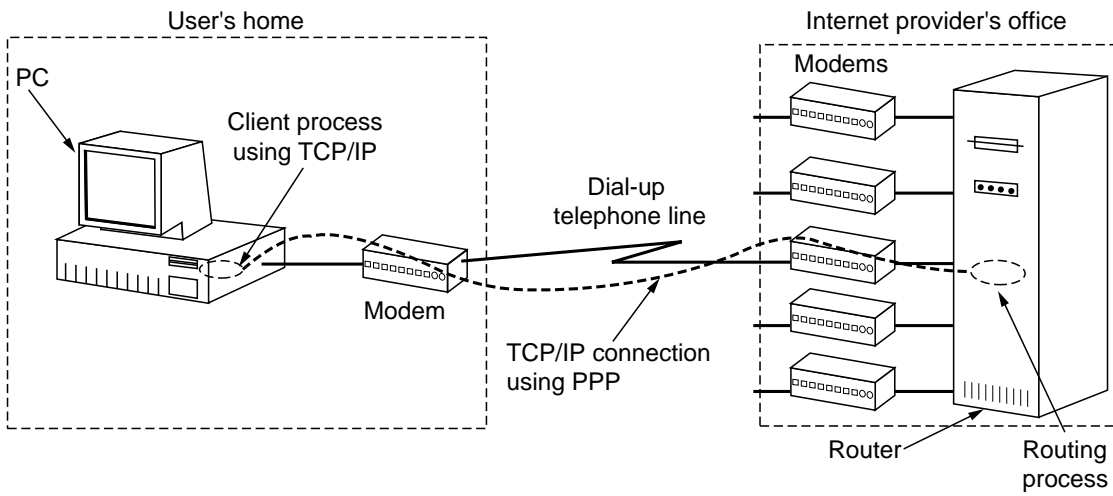 User's home
Internet provider's office
PC
Client process
using TCP/IP
Modems
Dial-up
telephone line
Modem
TCP/IP connection
using PPP
Router
Routing
process